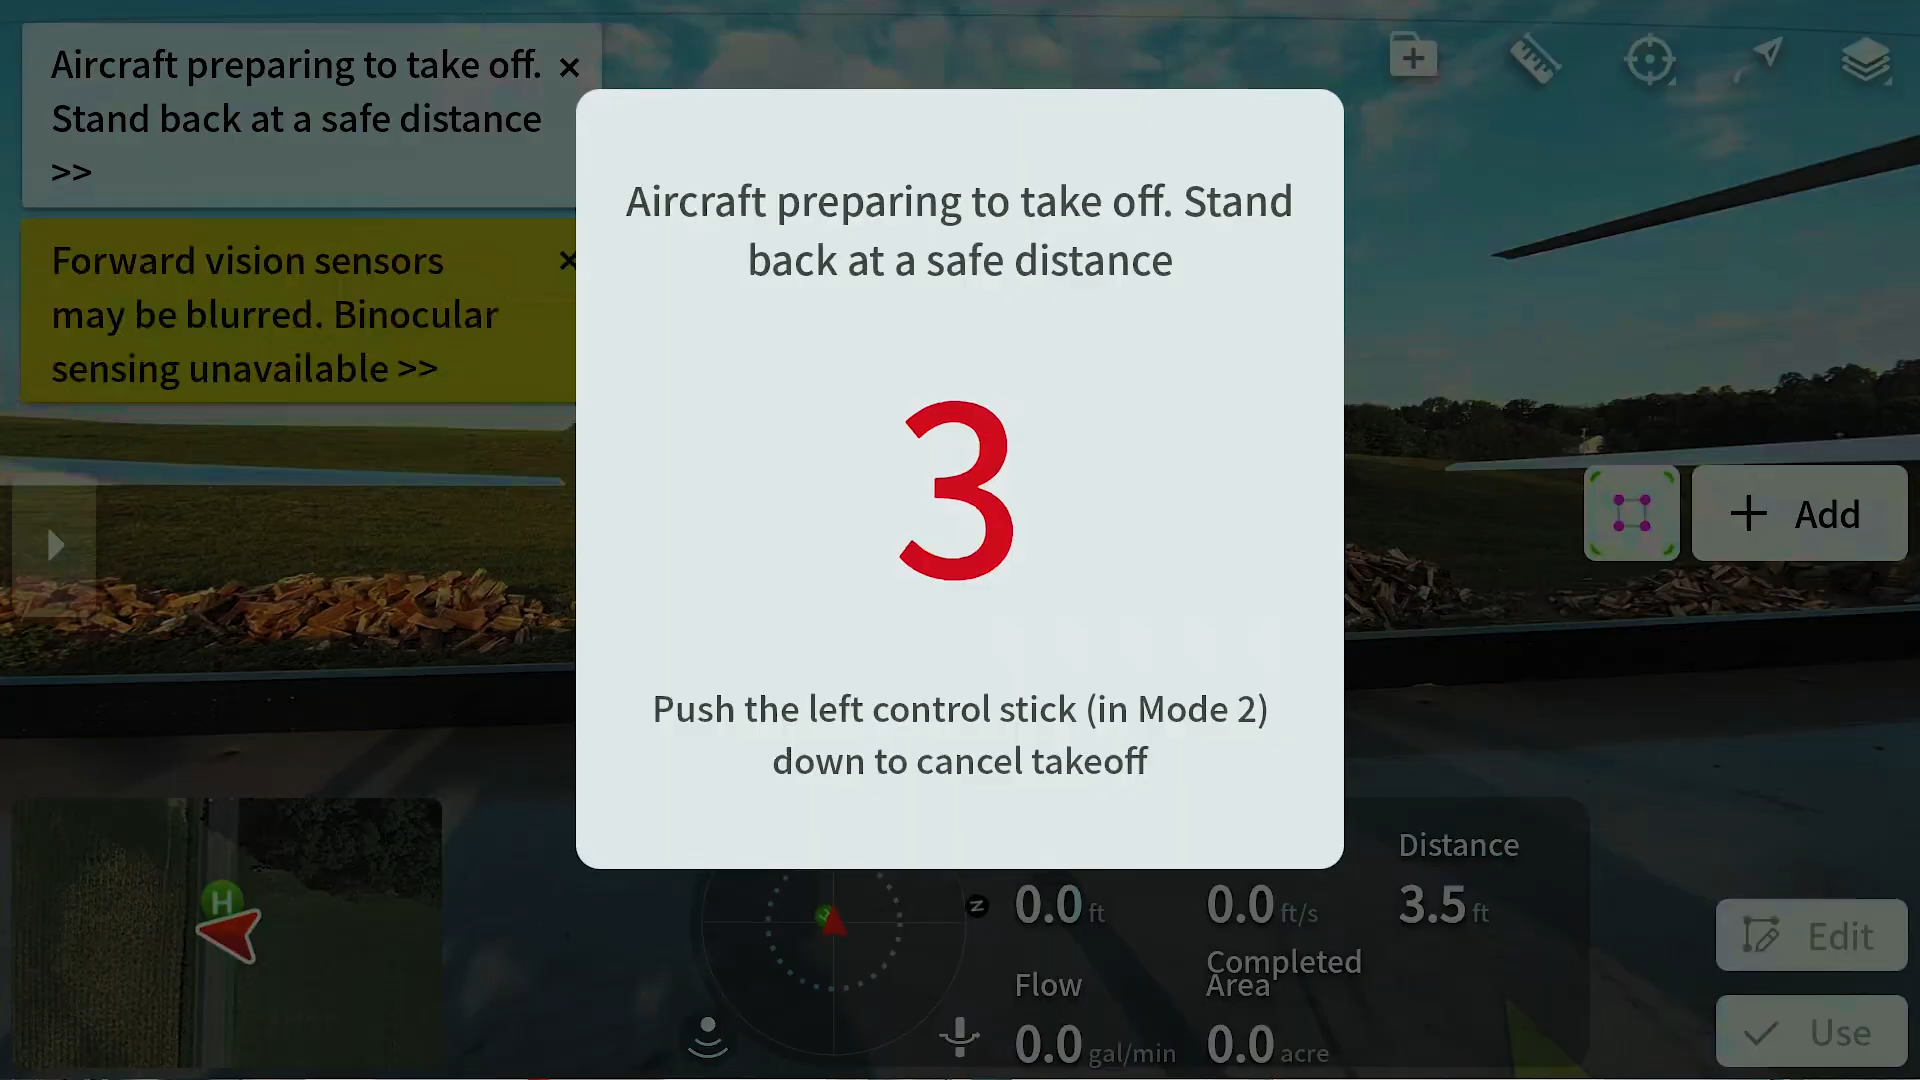 Aircraft preparing to take off. ×
Stand back at a safe distance
>>
Forward vision sensors ×
may be blurred. Binocular
sensing unavailable >>
Aircraft preparing to take off. Stand
back at a safe distance
3
Push the left control stick (in Mode 2)
down to cancel takeoff
+ Add
H
N
Distance
0.0 ft
0.0 ft/s
3.5 ft
Flow
Completed
Area
0.0 gal/min
0.0 acre
Edit
Use